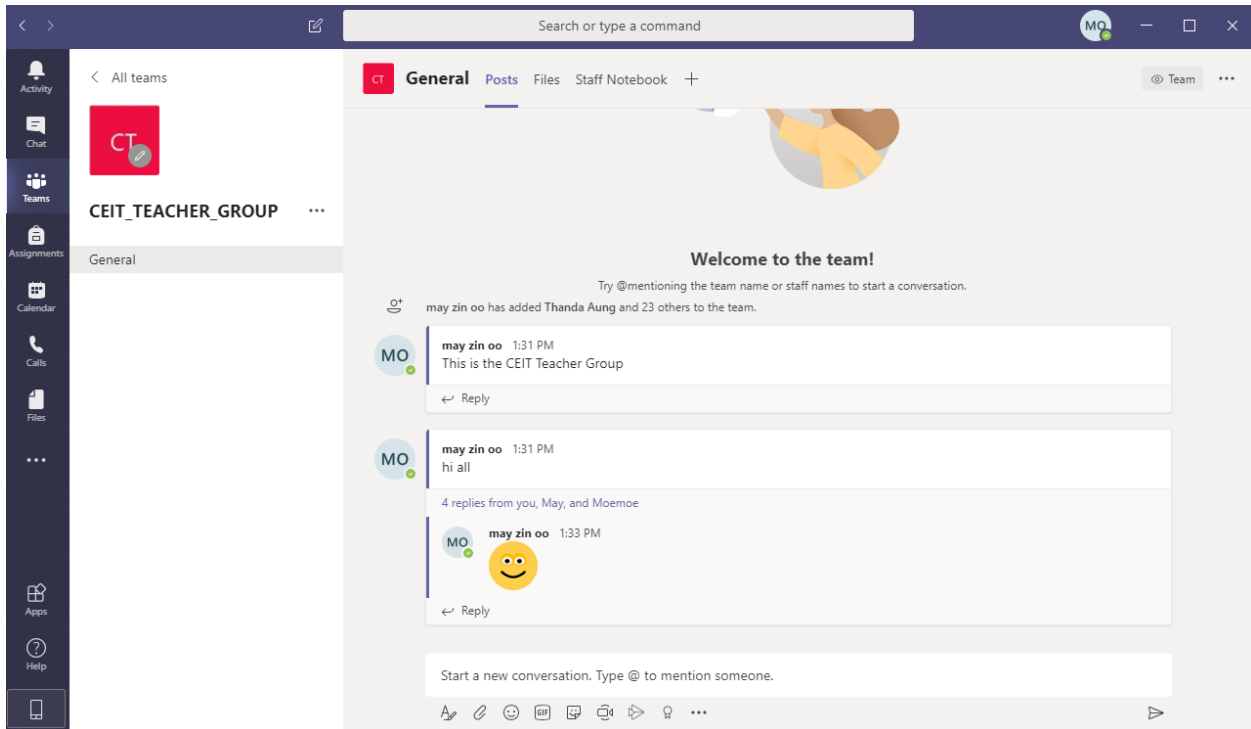 Search or type a command
MO
Activity
Chat
Teams
Assignments
Calendar
Calls
Files
Apps
Help
All teams
CT
CEIT_TEACHER_GROUP
General
CT General Posts Files Staff Notebook
Team
Welcome to the team!
Try @mentioning the team name or staff names to start a conversation.
may zin oo has added Thanda Aung and 23 others to the team.
MO
may zin oo 1:31 PM
This is the CEIT Teacher Group
Reply
MO
may zin oo 1:31 PM
hi all
4 replies from you, May, and Moemoe
MO
may zin oo 1:33 PM
Reply
Start a new conversation. Type @ to mention someone.
GIF